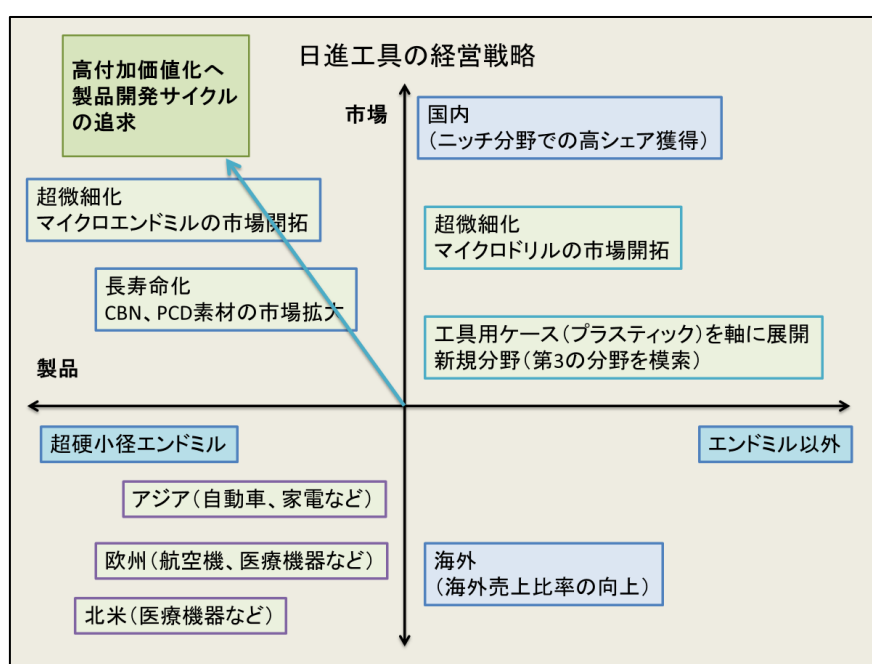 日進工具の経営戦略
高付加価値化へ
製品開発サイクル
の追求
市場
国内
（ニッチ分野での高シェア獲得）
超微細化
マイクロエンドミルの市場開拓
超微細化
マイクロドリルの市場開拓
長寿命化
CBN、PCD素材の市場拡大
工具用ケース（プラスティック）を軸に展開
新規分野（第3の分野を模索）
製品
超硬小径エンドミル
エンドミル以外
アジア（自動車、家電など）
欧州（航空機、医療機器など）
海外
（海外売上比率の向上）
北米（医療機器など）